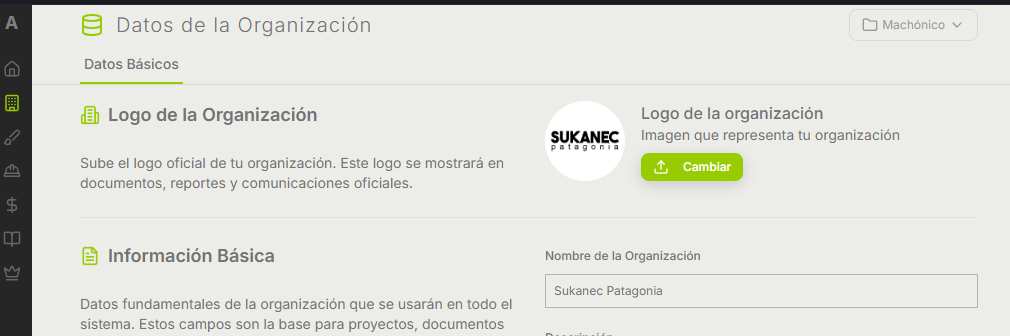 A
Datos de la Organización
Machónico
Datos Básicos
Logo de la Organización
Sube el logo oficial de tu organización. Este logo se mostrará en
documentos, reportes y comunicaciones oficiales.
SUKANEC
patagonia
Logo de la organización
Imagen que representa tu organización
Cambiar
Información Básica
Datos fundamentales de la organización que se usarán en todo el
sistema. Estos campos son la base para proyectos, documentos
Nombre de la Organización
Sukanec Patagonia